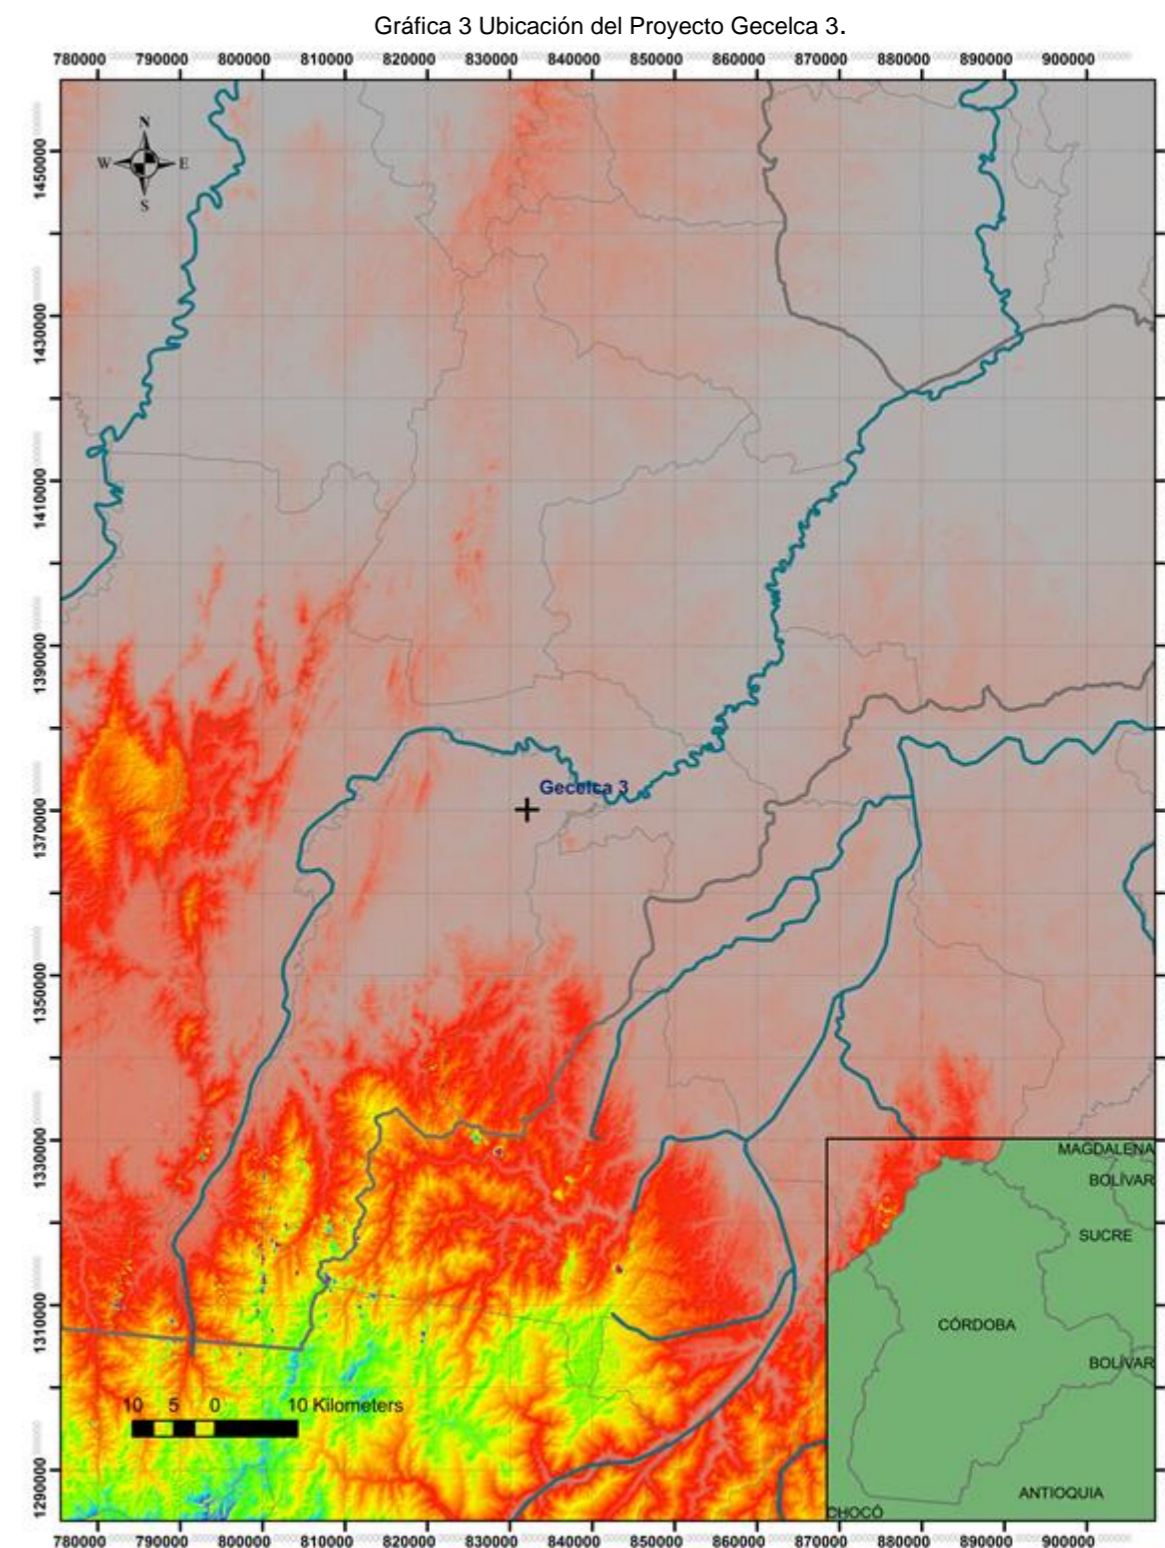 Gráfica 3 Ubicación del Proyecto Gecelca 3.
780000 790000 800000 810000 820000 830000 840000 850000 860000 870000 880000 890000 900000
N
W E
S
1450000
1430000
1410000
1390000
1370000
1350000
1330000
1310000
1290000
Gecelca 3
10 5 0 10 Kilometers
MAGDALENA
BOLÍVAR
SUCRE
CÓRDOBA
BOLÍVAR
ANTIOQUIA
CHOCÓ
780000 790000 800000 810000 820000 830000 840000 850000 860000 870000 880000 890000 900000